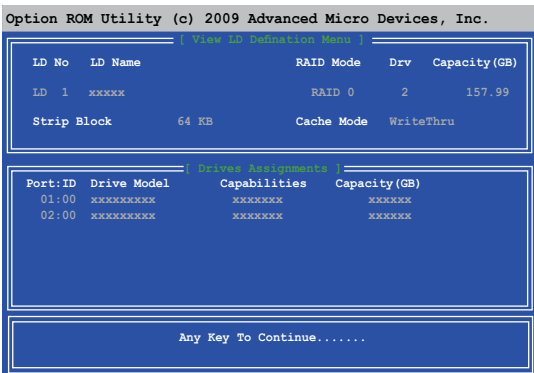 Option ROM Utility (c) 2009 Advanced Micro Devices, Inc.
[ View LD Defination Menu ]
LD No LD Name RAID Mode Drv Capacity(GB)
LD 1 xxxxx RAID 0 2 157.99
Strip Block 64 KB Cache Mode WriteThru
[ Drives Assignments ]
Port:ID Drive Model Capabilities Capacity(GB)
01:00 xxxxxxxxx xxxxxxx xxxxxx
02:00 xxxxxxxxx xxxxxxx xxxxxx
Any Key To Continue.......